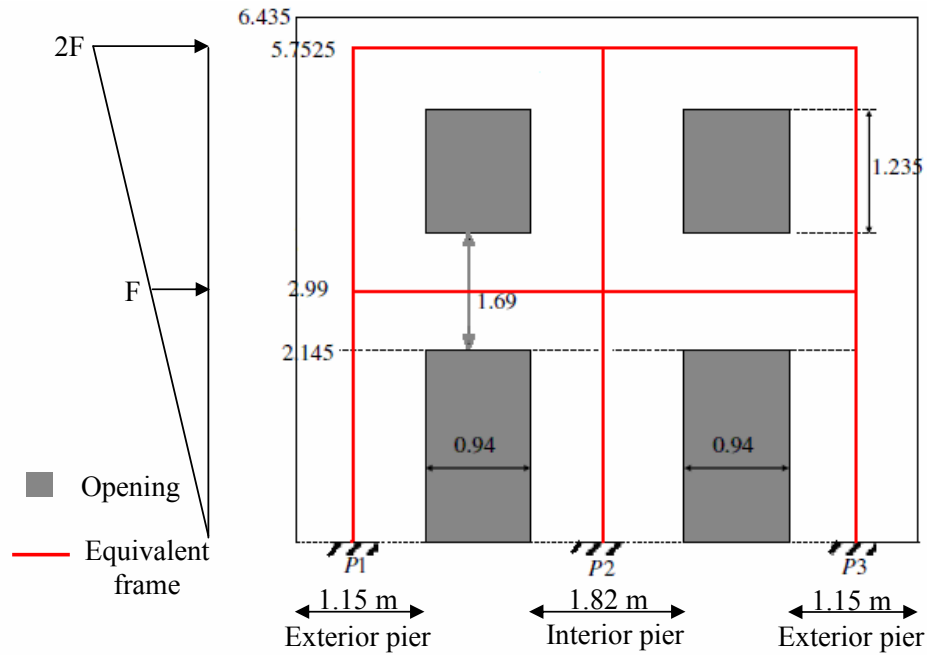 6.435
2F
5.7525
1.235
F
2.99
1.69
2.145
0.94
0.94
Opening
Equivalent
frame
P1
P2
P3
1.15 m
1.82 m
1.15 m
Exterior pier
Interior pier
Exterior pier